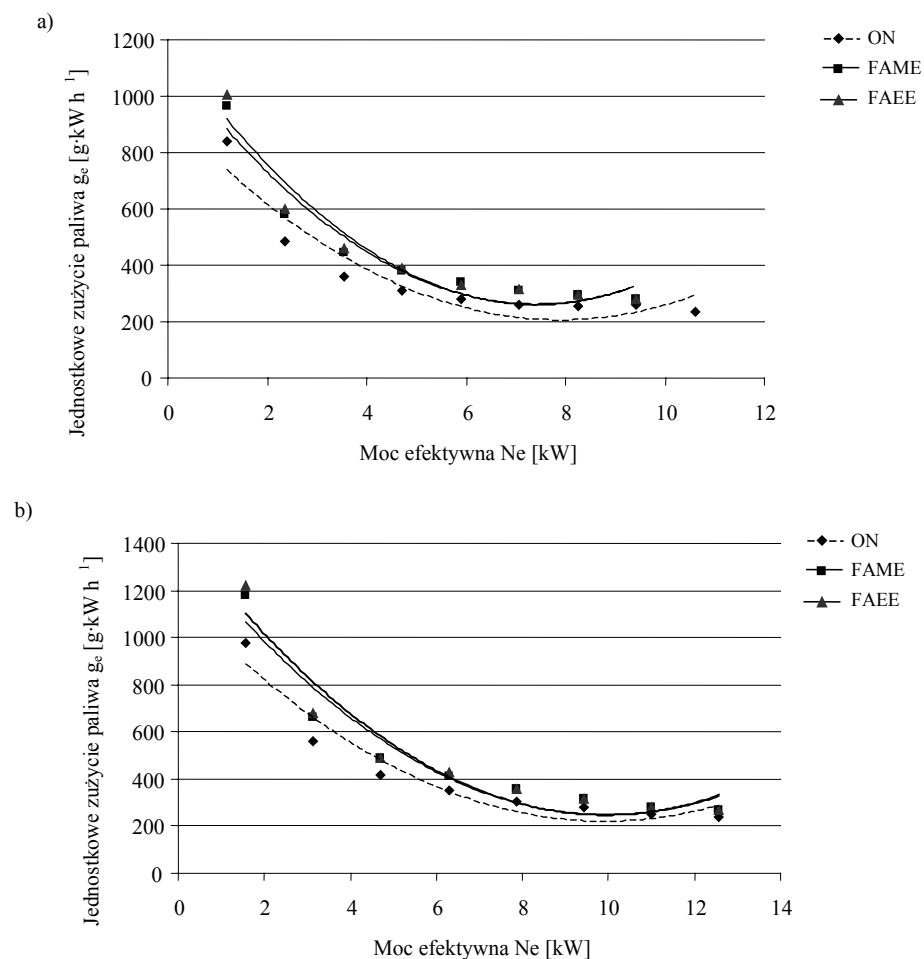 a)
Jednostkowe zużycie paliwa gₑ [g·kW h ¹]
1200
1000
800
600
400
200
0
0 2 4 6 8 10 12
Moc efektywna Ne [kW]
ON
FAME
FAEE
b)
Jednostkowe zużycie paliwa gₑ [g·kW h ¹]
1400
1200
1000
800
600
400
200
0
0 2 4 6 8 10 12 14
Moc efektywna Ne [kW]
ON
FAME
FAEE